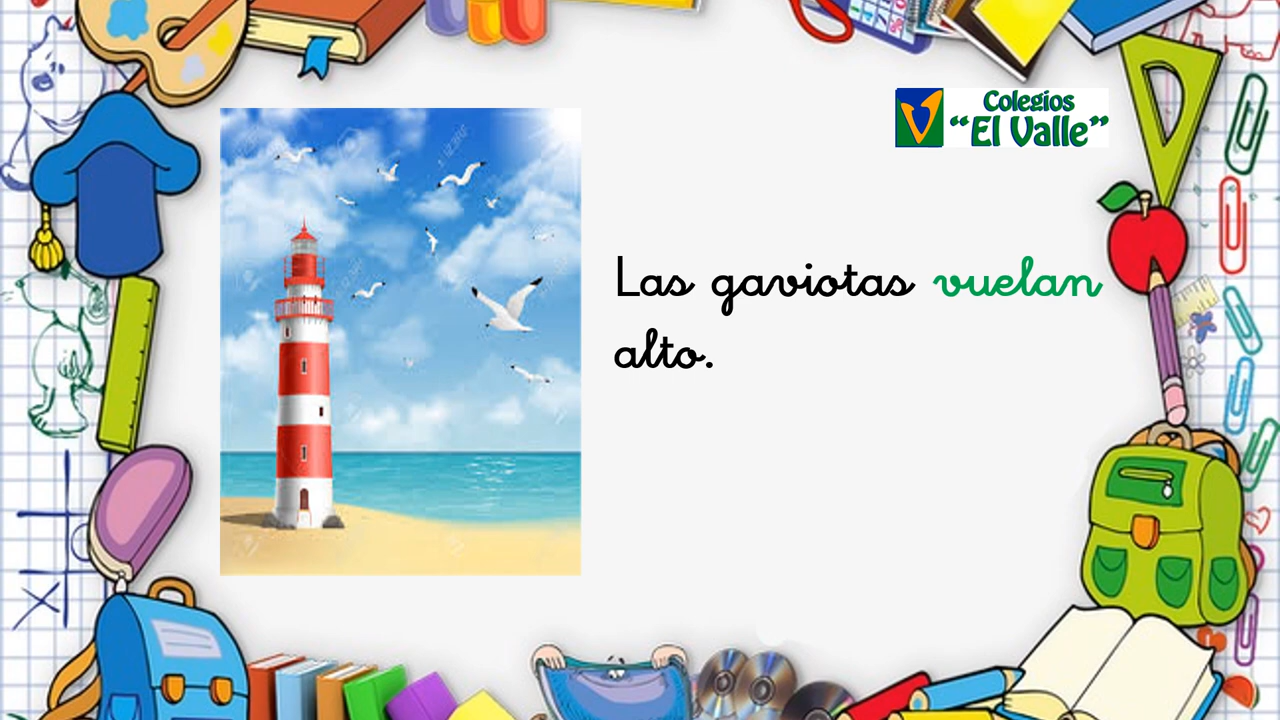 Colegios
“El Valle”
Las gaviotas vuelan
alto.